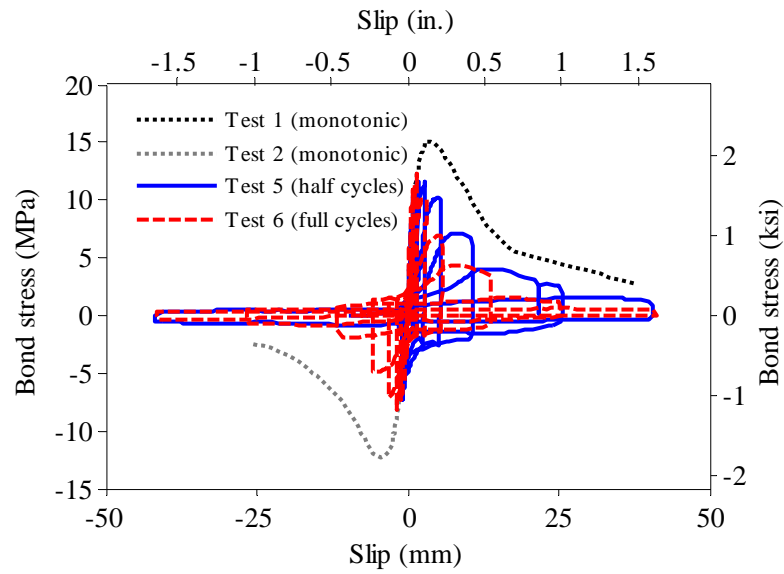 Slip (in.)
-1.5 -1 -0.5 0 0.5 1 1.5
20
15
10
5
0
-5
-10
-15
Bond stress (MPa)
Test 1 (monotonic)
Test 2 (monotonic)
Test 5 (half cycles)
Test 6 (full cycles)
2
1
0
-1
-2
Bond stress (ksi)
-50 -25 0 25 50
Slip (mm)